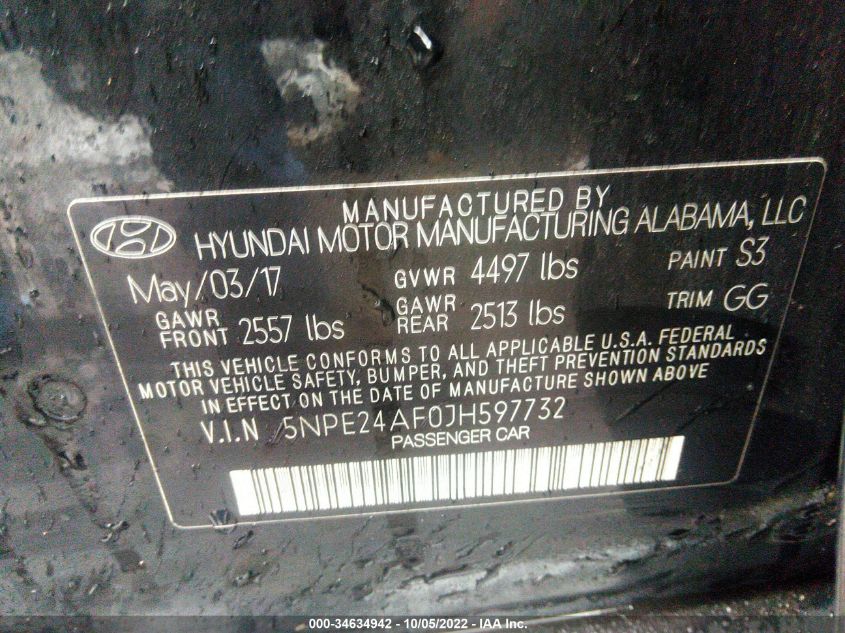 MANUFACTURED BY
HYUNDAI MOTOR MANUFACTURING ALABAMA, LLC
May/03/17 GVWR 4497 lbs PAINT S3
GAWR FRONT 2557 lbs GAWR REAR 2513 lbs TRIM GG
THIS VEHICLE CONFORMS TO ALL APPLICABLE U.S.A. FEDERAL
MOTOR VEHICLE SAFETY, BUMPER, AND THEFT PREVENTION STANDARDS
IN EFFECT ON THE DATE OF MANUFACTURE SHOWN ABOVE
V.I.N 5NPE24AF0JH597732
PASSENGER CAR
000-34634942 - 10/05/2022 - IAA Inc.